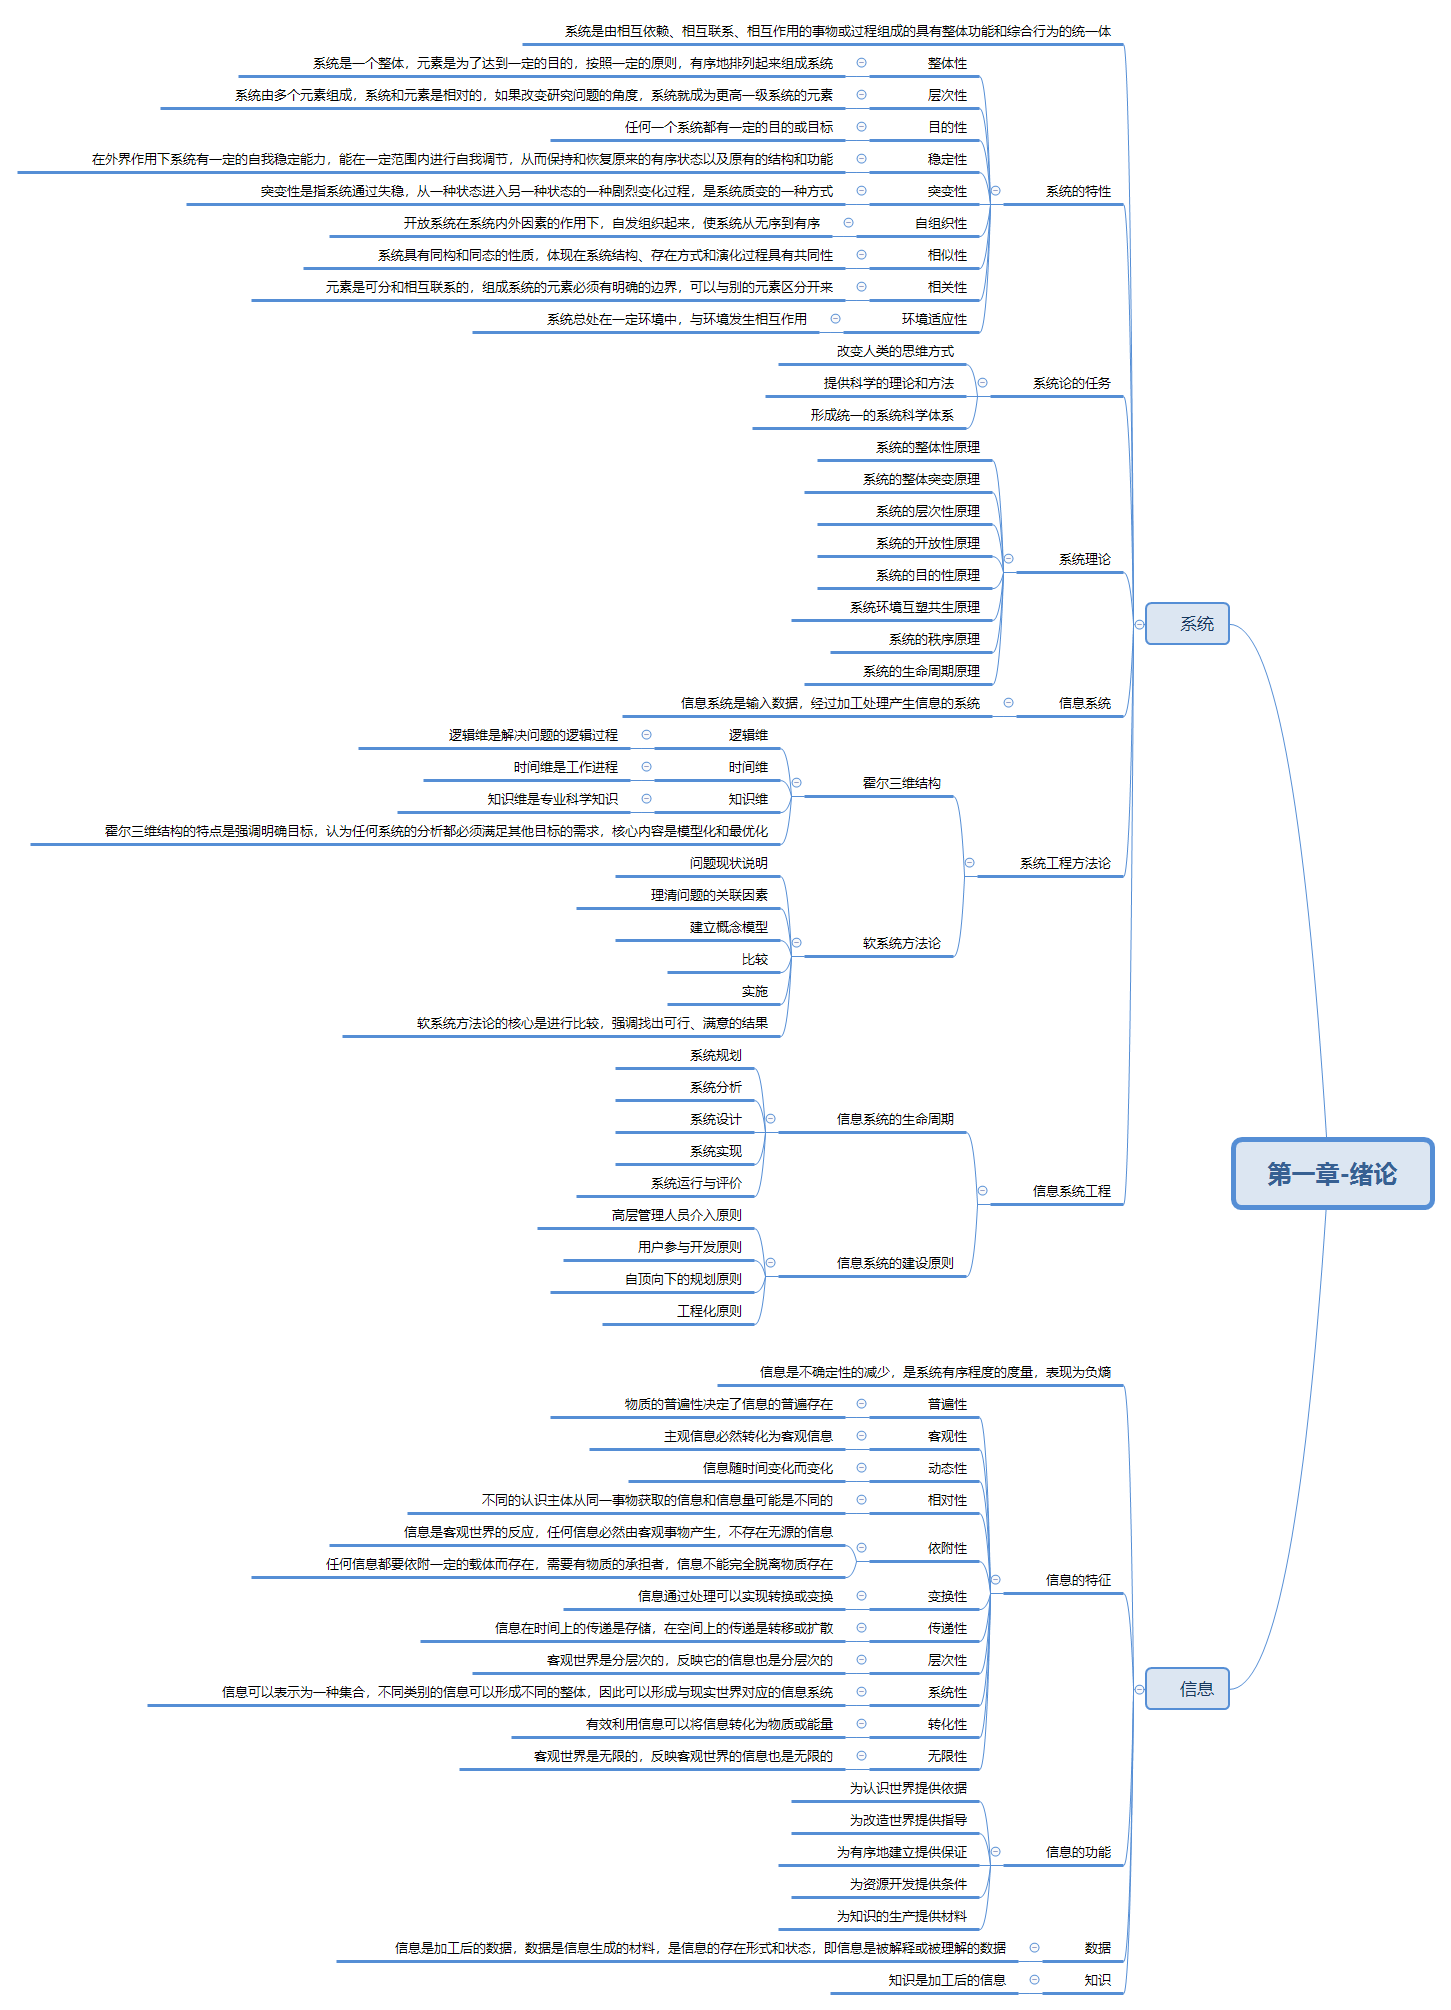 第一章-绪论
系统
系统是由相互依赖、相互联系、相互作用的事物或过程组成的具有整体功能和综合行为的统一体
系统的特性
整体性
系统是一个整体，元素是为了达到一定的目的，按照一定的原则，有序地排列起来组成系统
层次性
系统由多个元素组成，系统和元素是相对的，如果改变研究问题的角度，系统就成为更高一级系统的元素
目的性
任何一个系统都有一定的目的或目标
稳定性
在外界作用下系统有一定的自我稳定能力，能在一定范围内进行自我调节，从而保持和恢复原来的有序状态以及原有的结构和功能
突变性
突变性是指系统通过失稳，从一种状态进入另一种状态的一种剧烈变化过程，是系统质变的一种方式
自组织性
开放系统在系统内外因素的作用下，自发组织起来，使系统从无序到有序
相似性
系统具有同构和同态的性质，体现在系统结构、存在方式和演化过程具有共同性
相关性
元素是可分和相互联系的，组成系统的元素必须有明确的边界，可以与别的元素区分开来
环境适应性
系统总处在一定环境中，与环境发生相互作用
系统论的任务
改变人类的思维方式
提供科学的理论和方法
形成统一的系统科学体系
系统理论
系统的整体性原理
系统的整体突变原理
系统的层次性原理
系统的开放性原理
系统的目的性原理
系统环境互塑共生原理
系统的秩序原理
系统的生命周期原理
信息系统
信息系统是输入数据，经过加工处理产生信息的系统
系统工程方法论
霍尔三维结构
逻辑维
逻辑维是解决问题的逻辑过程
时间维
时间维是工作进程
知识维
知识维是专业科学知识
霍尔三维结构的特点是强调明确目标，认为任何系统的分析都必须满足其他目标的需求，核心内容是模型化和最优化
软系统方法论
问题现状说明
理清问题的关联因素
建立概念模型
比较
实施
软系统方法论的核心是进行比较，强调找出可行、满意的结果
信息系统工程
信息系统的生命周期
系统规划
系统分析
系统设计
系统实现
系统运行与评价
信息系统的建设原则
高层管理人员介入原则
用户参与开发原则
自顶向下的规划原则
工程化原则
信息
信息是不确定性的减少，是系统有序程度的度量，表现为负熵
信息的特征
普遍性
物质的普遍性决定了信息的普遍存在
客观性
主观信息必然转化为客观信息
动态性
信息随时间变化而变化
相对性
不同的认识主体从同一事物获取的信息和信息量可能是不同的
依附性
信息是客观世界的反应，任何信息必然由客观事物产生，不存在无源的信息
任何信息都要依附一定的载体而存在，需要有物质的承担者，信息不能完全脱离物质存在
变换性
信息通过处理可以实现转换或变换
传递性
信息在时间上的传递是存储，在空间上的传递是转移或扩散
层次性
客观世界是分层次的，反映它的信息也是分层次的
系统性
信息可以表示为一种集合，不同类别的信息可以形成不同的整体，因此可以形成与现实世界对应的信息系统
转化性
有效利用信息可以将信息转化为物质或能量
无限性
客观世界是无限的，反映客观世界的信息也是无限的
信息的功能
为认识世界提供依据
为改造世界提供指导
为有序地建立提供保证
为资源开发提供条件
为知识的生产提供材料
数据
信息是加工后的数据，数据是信息生成的材料，是信息的存在形式和状态，即信息是被解释或被理解的数据
知识
知识是加工后的信息